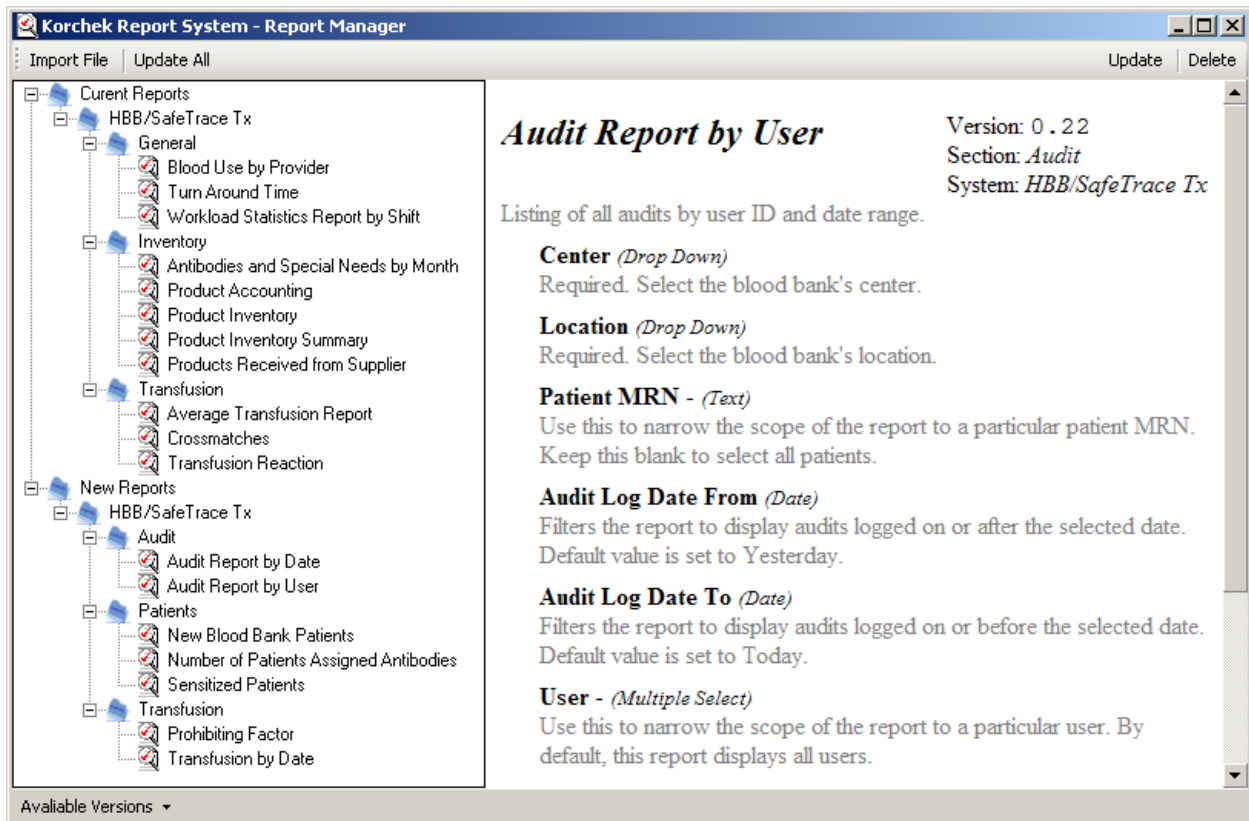 Korchek Report System - Report Manager
Import File
Update All
Update
Delete
Curent Reports
HBB/SafeTrace Tx
General
Blood Use by Provider
Turn Around Time
Workload Statistics Report by Shift
Inventory
Antibodies and Special Needs by Month
Product Accounting
Product Inventory
Product Inventory Summary
Products Received from Supplier
Transfusion
Average Transfusion Report
Crossmatches
Transfusion Reaction
New Reports
HBB/SafeTrace Tx
Audit
Audit Report by Date
Audit Report by User
Patients
New Blood Bank Patients
Number of Patients Assigned Antibodies
Sensitized Patients
Transfusion
Prohibiting Factor
Transfusion by Date
Audit Report by User
Version: 0.22
Section: Audit
System: HBB/SafeTrace Tx
Listing of all audits by user ID and date range.
Center (Drop Down)
Required. Select the blood bank's center.
Location (Drop Down)
Required. Select the blood bank's location.
Patient MRN - (Text)
Use this to narrow the scope of the report to a particular patient MRN.
Keep this blank to select all patients.
Audit Log Date From (Date)
Filters the report to display audits logged on or after the selected date.
Default value is set to Yesterday.
Audit Log Date To (Date)
Filters the report to display audits logged on or before the selected date.
Default value is set to Today.
User - (Multiple Select)
Use this to narrow the scope of the report to a particular user. By
default, this report displays all users.
Avaliable Versions